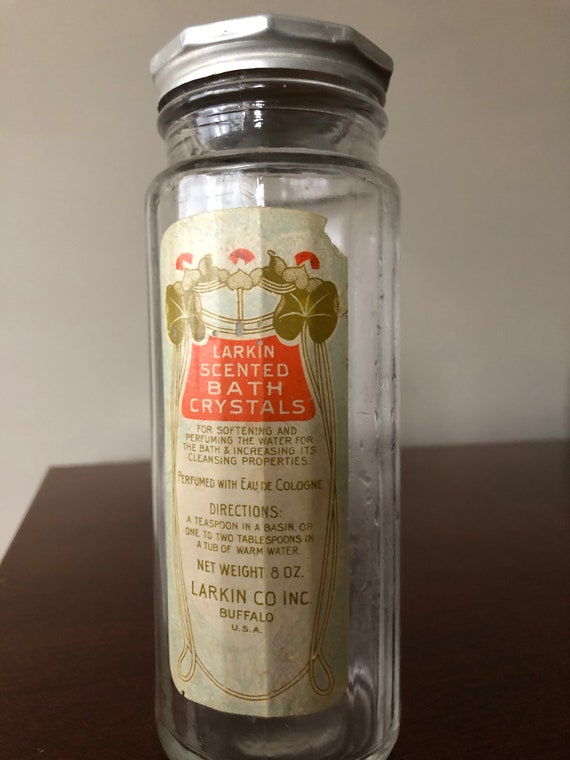 LARKIN
SCENTED
BATH
CRYSTALS
FOR SOFTENING AND
PERFUMING THE WATER FOR
THE BATH & INCREASING ITS
CLEANSING PROPERTIES.
PERFUMED WITH EAU DE COLOGNE
DIRECTIONS:
A TEASPOON IN A BASIN, OR
ONE TO TWO TABLESPOONS IN
A TUB OF WARM WATER.
NET WEIGHT 8 OZ.
LARKIN CO INC.
BUFFALO
U.S.A.